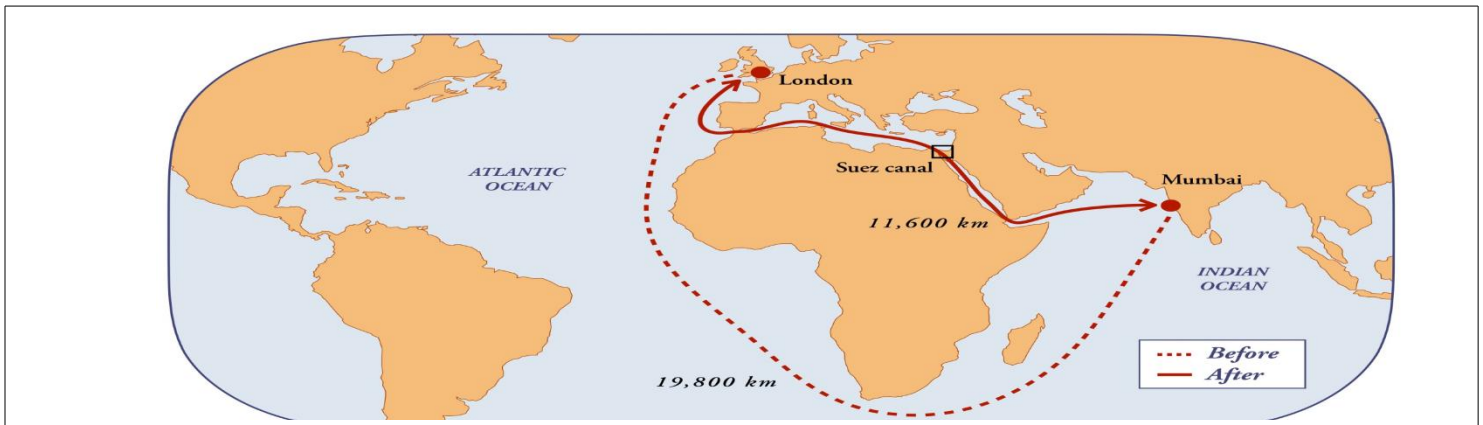 London
Suez canal
Mumbai
ATLANTIC
OCEAN
11,600 km
INDIAN
OCEAN
19,800 km
Before
After